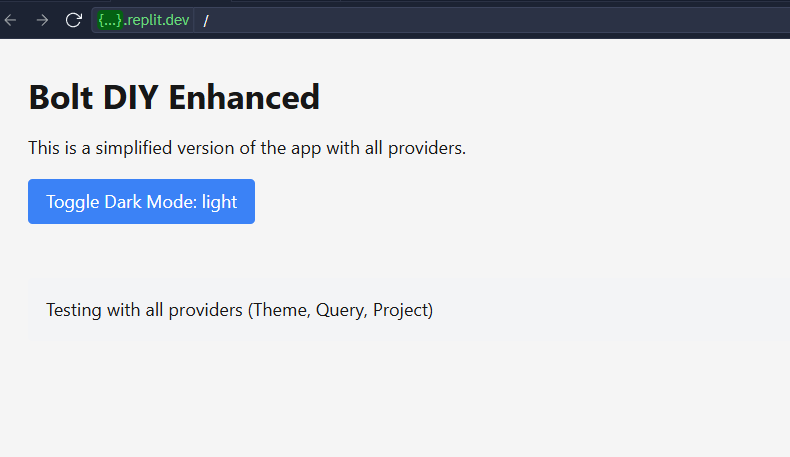 {...}.replit.dev /
Bolt DIY Enhanced
This is a simplified version of the app with all providers.
Toggle Dark Mode: light
Testing with all providers (Theme, Query, Project)